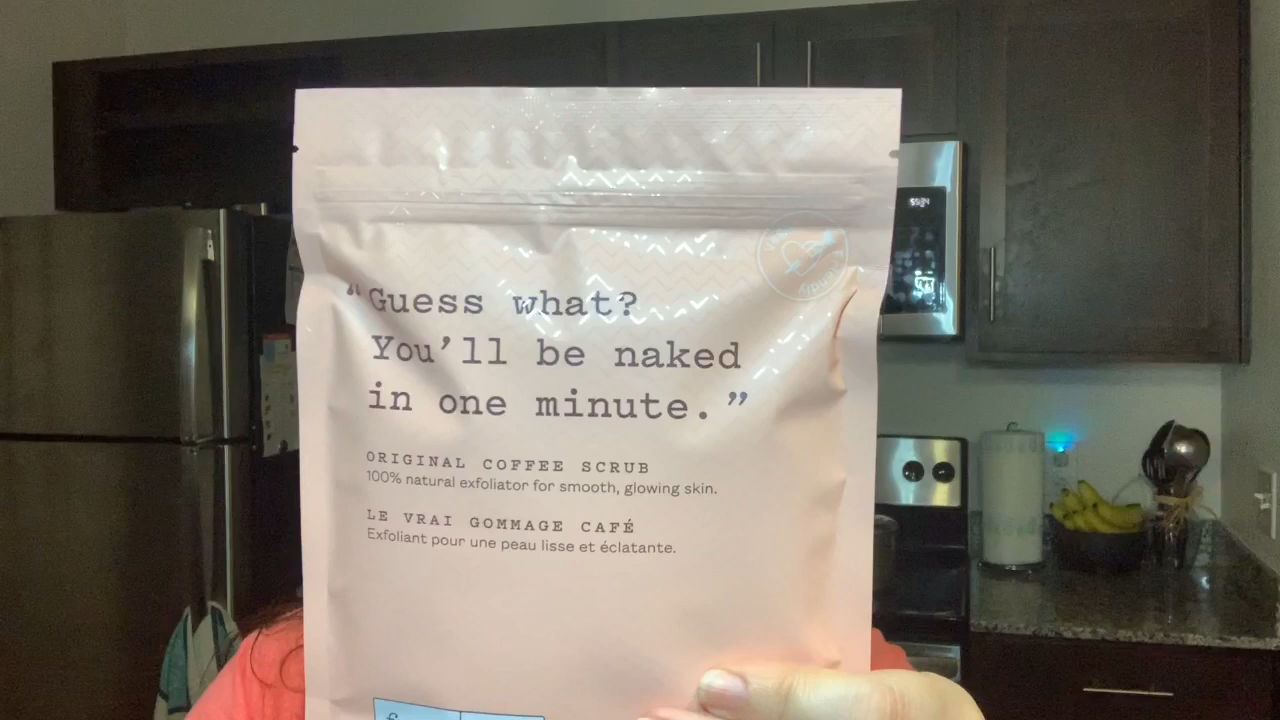 “Guess what?
You’ll be naked
in one minute.”
ORIGINAL COFFEE SCRUB
100% natural exfoliator for smooth, glowing skin.
LE VRAI GOMMAGE CAFÉ
Exfoliant pour une peau lisse et éclatante.